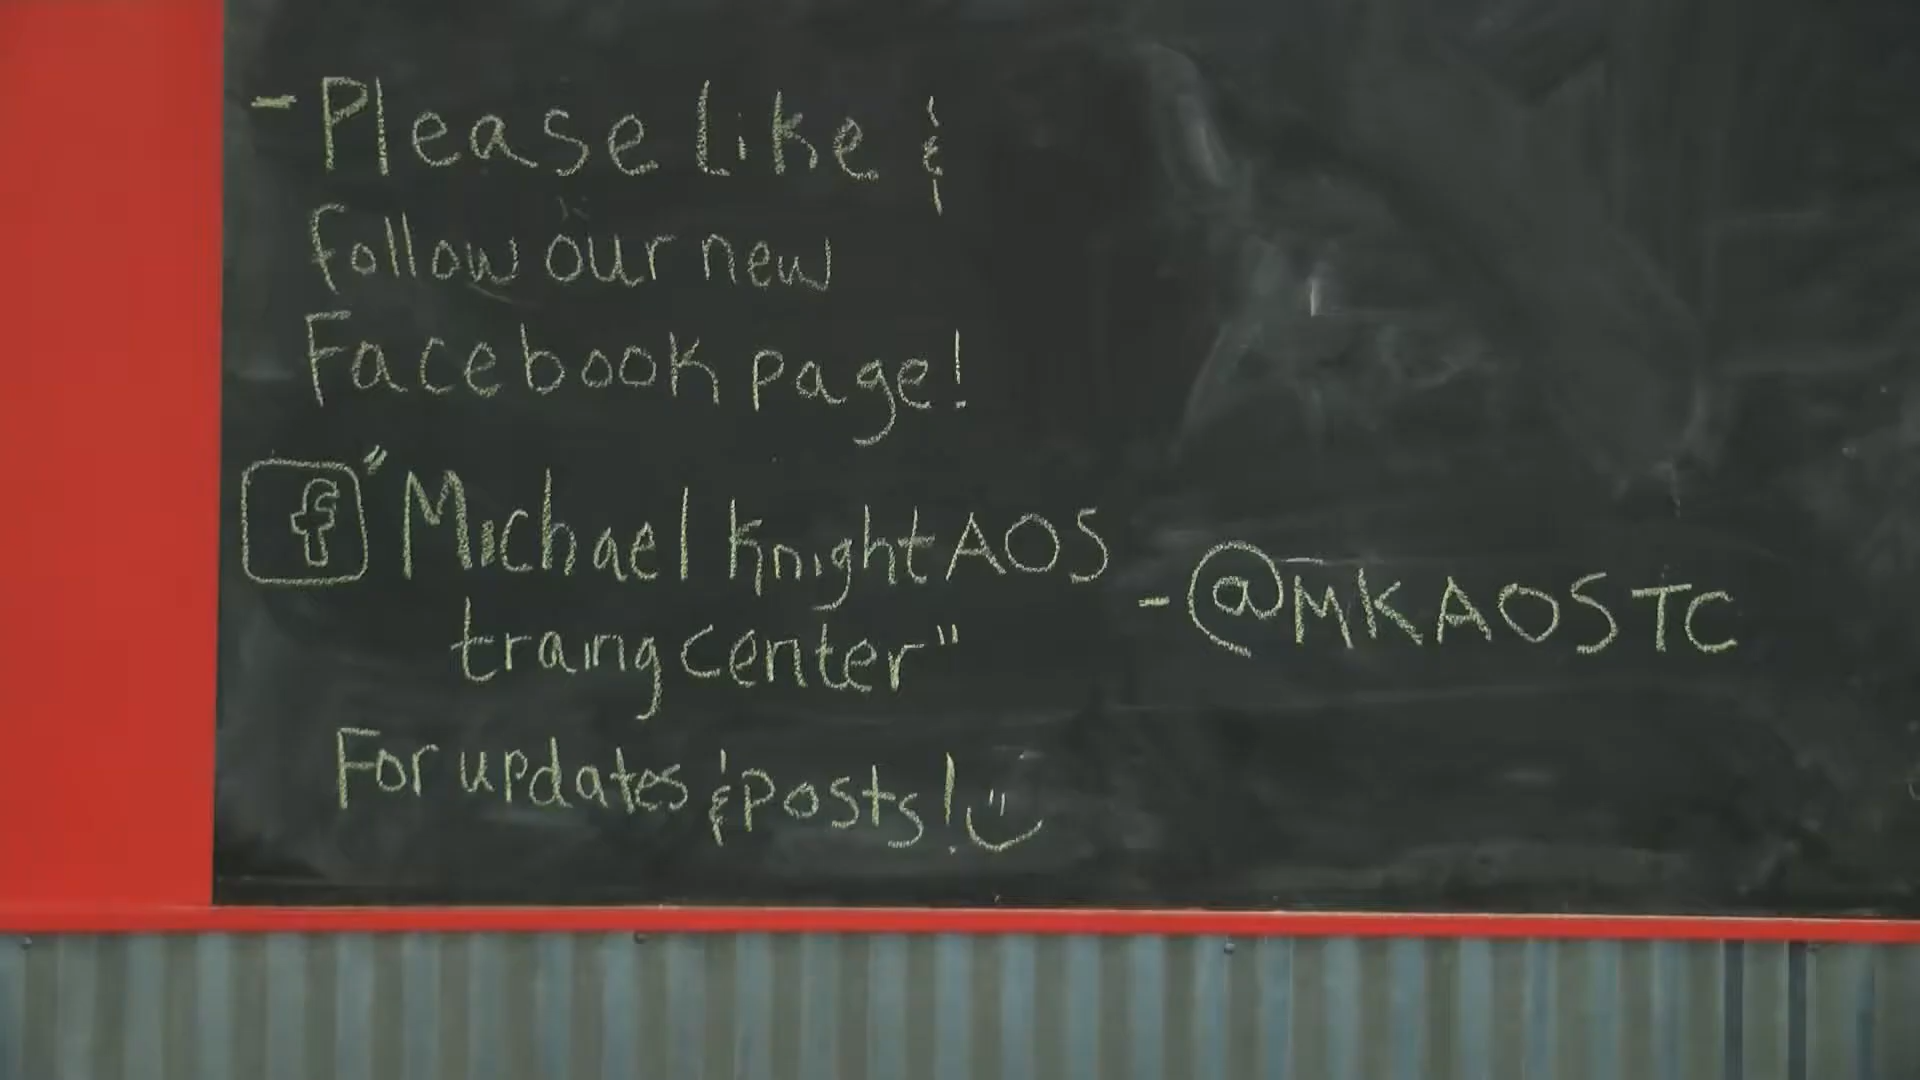 - Please like &
follow our new
Facebook page!
f "Michael Knight AOS
traing center"
- @MKAOSTC
For updates & posts!